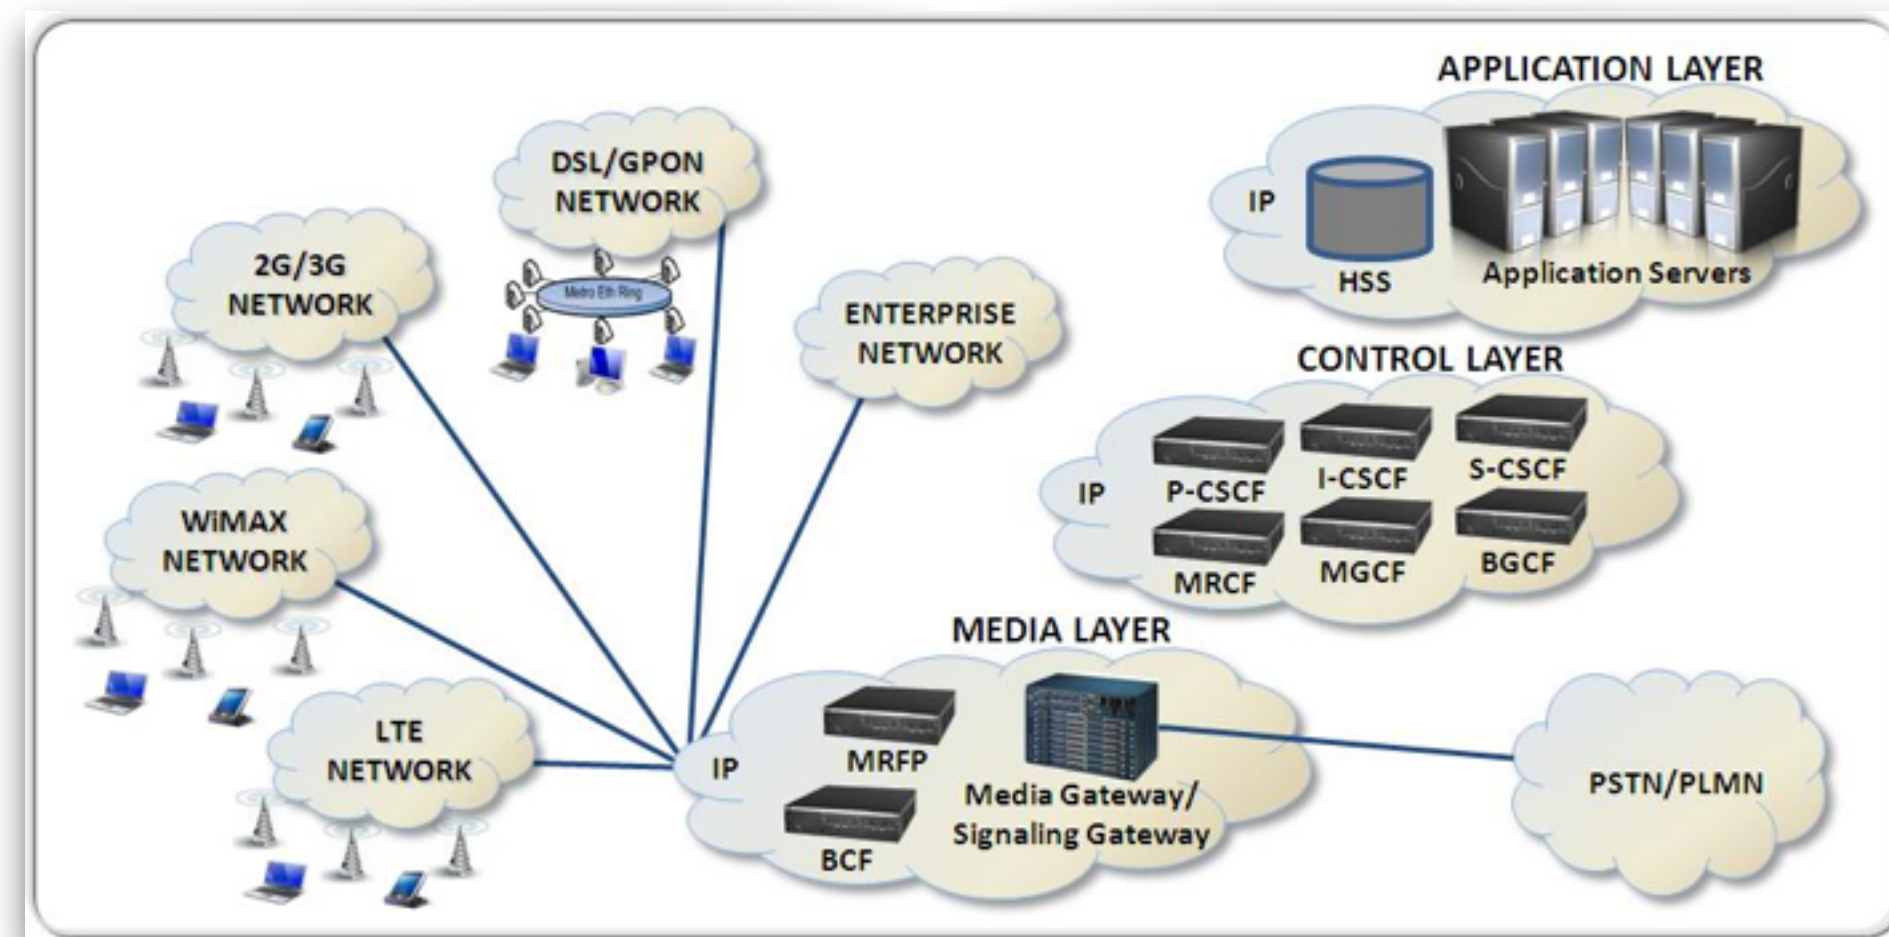 APPLICATION LAYER
IP
HSS
Application Servers
DSL/GPON
NETWORK
Metro Eth Ring
2G/3G
NETWORK
ENTERPRISE
NETWORK
CONTROL LAYER
IP
P-CSCF
I-CSCF
S-CSCF
MRCF
MGCF
BGCF
WiMAX
NETWORK
MEDIA LAYER
IP
MRFP
Media Gateway/
Signaling Gateway
BCF
LTE
NETWORK
PSTN/PLMN